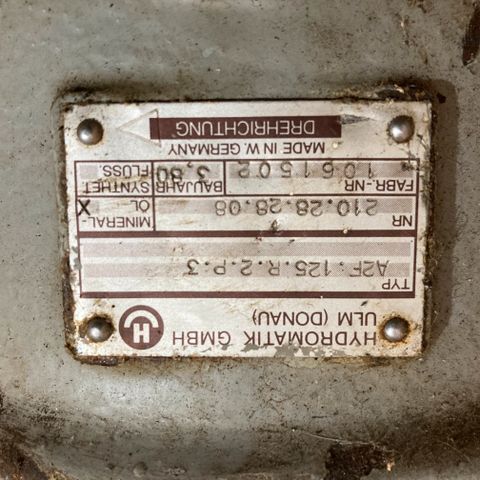 HYDROMATIK GMBH
ULM (DONAU)
H
TYP
A2F.125.R.2.P.3
NR
210.28.28.08
MINERAL-
ÖL
X
FABR.-NR
1061502
BAUJAHR
3.80
SYNTHET.
FLÜSS.
MADE IN W. GERMANY
DREHRICHTUNG